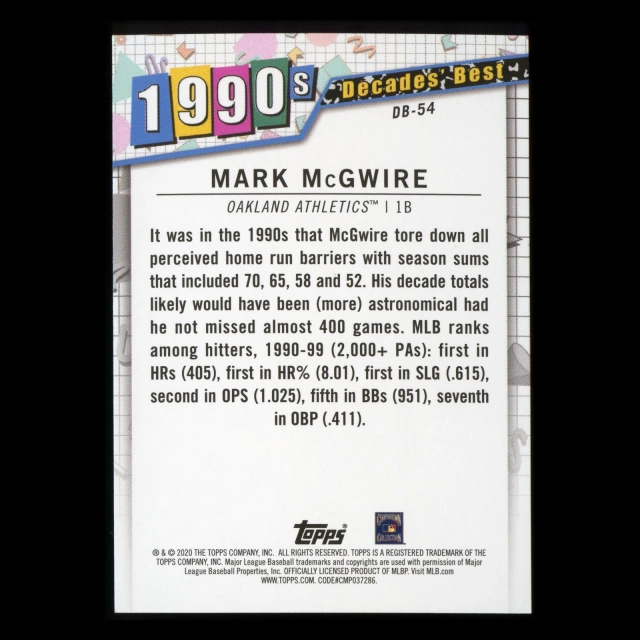 1990s Decades' Best
DB-54
MARK McGWIRE
OAKLAND ATHLETICS™ | 1B
It was in the 1990s that McGwire tore down all
perceived home run barriers with season sums
that included 70, 65, 58 and 52. His decade totals
likely would have been (more) astronomical had
he not missed almost 400 games. MLB ranks
among hitters, 1990-99 (2,000+ PAs): first in
HRs (405), first in HR% (8.01), first in SLG (.615),
second in OPS (1.025), fifth in BBs (951), seventh
in OBP (.411).
topps®
COOPERSTOWN
COLLECTION
® & © 2020 THE TOPPS COMPANY, INC. ALL RIGHTS RESERVED. TOPPS IS A REGISTERED TRADEMARK OF THE
TOPPS COMPANY, INC. Major League Baseball trademarks and copyrights are used with permission of Major
League Baseball Properties, Inc. OFFICIALLY LICENSED PRODUCT OF MLBP. Visit MLB.com
WWW.TOPPS.COM. CODE#CMP037286.